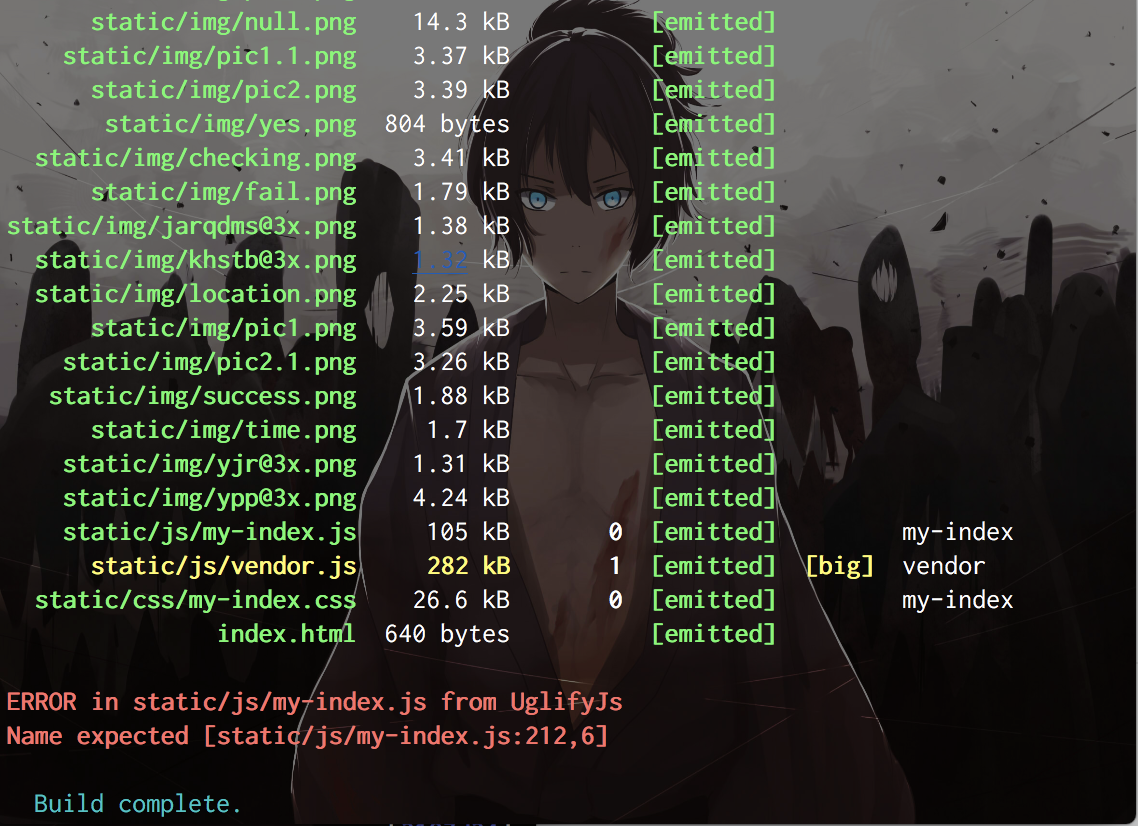 static/img/null.png 14.3 kB [emitted]
static/img/pic1.1.png 3.37 kB [emitted]
static/img/pic2.png 3.39 kB [emitted]
static/img/yes.png 804 bytes [emitted]
static/img/checking.png 3.41 kB [emitted]
static/img/fail.png 1.79 kB [emitted]
static/img/jarqdms@3x.png 1.38 kB [emitted]
static/img/khstb@3x.png 1.32 kB [emitted]
static/img/location.png 2.25 kB [emitted]
static/img/pic1.png 3.59 kB [emitted]
static/img/pic2.1.png 3.26 kB [emitted]
static/img/success.png 1.88 kB [emitted]
static/img/time.png 1.7 kB [emitted]
static/img/yjr@3x.png 1.31 kB [emitted]
static/img/ypp@3x.png 4.24 kB [emitted]
static/js/my-index.js 105 kB 0 [emitted] my-index
static/js/vendor.js 282 kB 1 [emitted] [big] vendor
static/css/my-index.css 26.6 kB 0 [emitted] my-index
index.html 640 bytes [emitted]
ERROR in static/js/my-index.js from UglifyJs
Name expected [static/js/my-index.js:212,6]
Build complete.